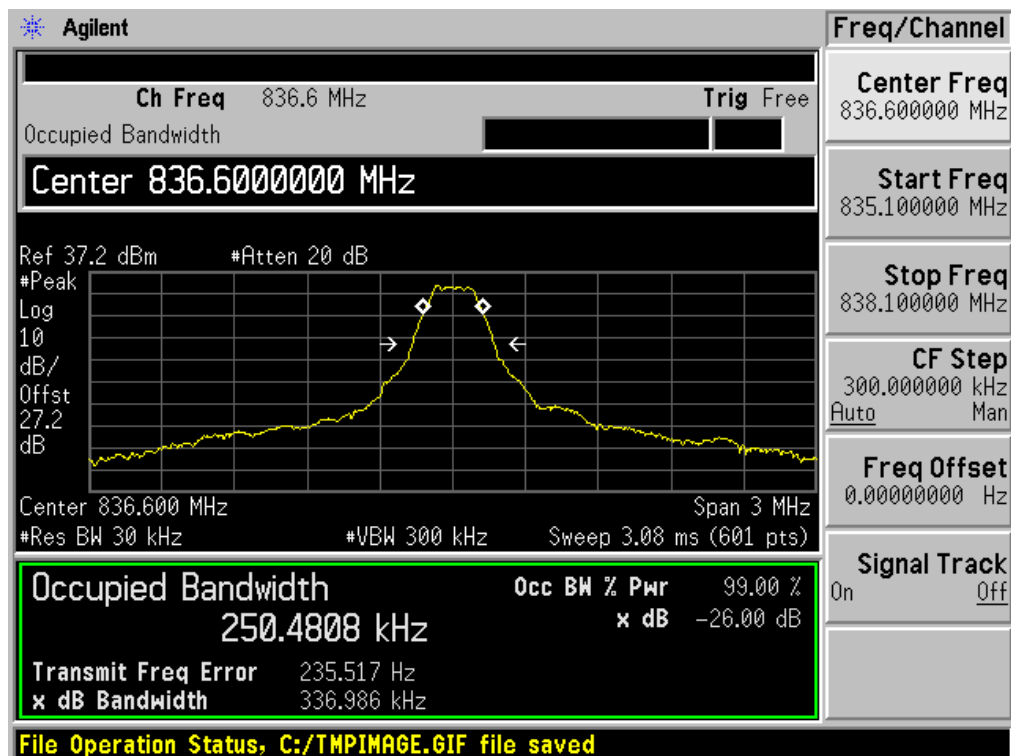 Agilent
Freq/Channel
Ch Freq 836.6 MHz Trig Free
Occupied Bandwidth
Center 836.6000000 MHz
Ref 37.2 dBm #Atten 20 dB
#Peak
Log
10
dB/
Offst
27.2
dB
Center 836.600 MHz Span 3 MHz
#Res BW 30 kHz #VBW 300 kHz Sweep 3.08 ms (601 pts)
Occupied Bandwidth
250.4808 kHz
Occ BW % Pwr 99.00 %
x dB -26.00 dB
Transmit Freq Error 235.517 Hz
x dB Bandwidth 336.986 kHz
File Operation Status, C:/TMPIMAGE.GIF file saved
Center Freq
836.600000 MHz
Start Freq
835.100000 MHz
Stop Freq
838.100000 MHz
CF Step
300.000000 kHz
Auto Man
Freq Offset
0.00000000 Hz
Signal Track
On Off